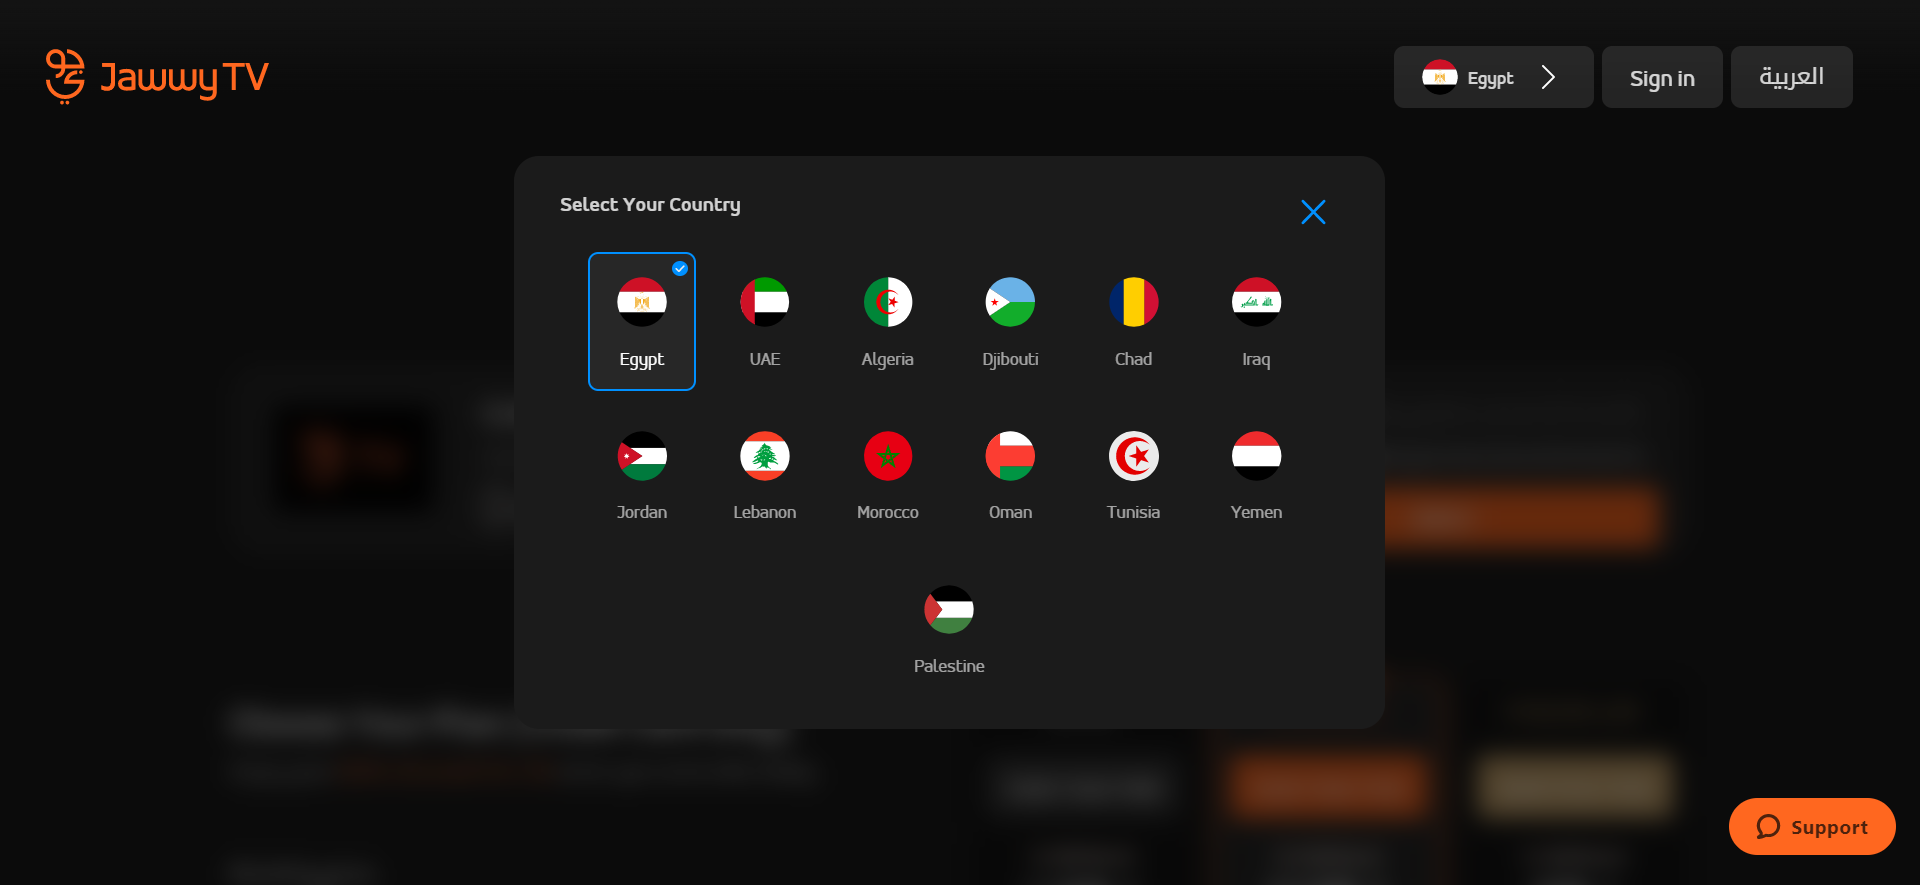 Jawwy TV
Egypt
Sign in
العربية
Select Your Country
Egypt
UAE
Algeria
Djibouti
Chad
Iraq
Jordan
Lebanon
Morocco
Oman
Tunisia
Yemen
Palestine
Support